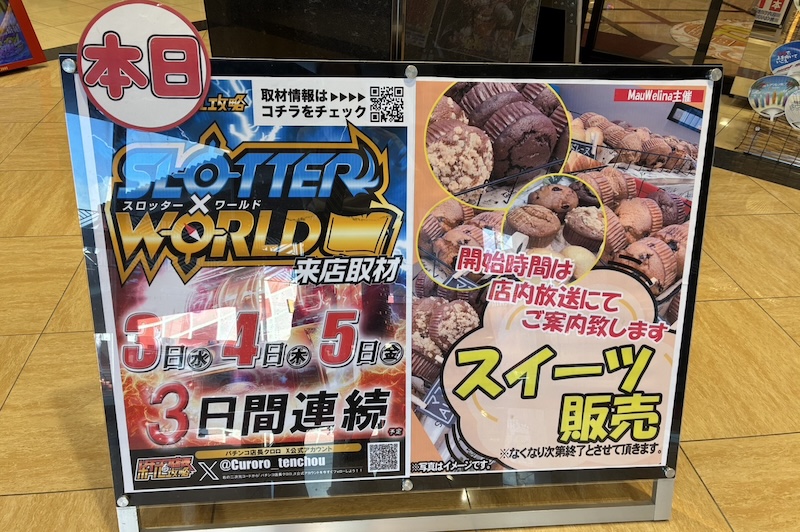 本日
攻略
取材情報は▶▶▶▶
コチラをチェック
SLOTTER
スロッター×ワールド
WORLD
来店取材
3日㊌4日㊍5日㊎
3日間連続
予定
パチンコ店長クロロ X公式アカウント
X@Curoro_tenchou
MauWelina主催
開始時間は
店内放送にて
ご案内致します
スイーツ
販売
※なくなり次第終了とさせて頂きます。
※写真はイメージです。